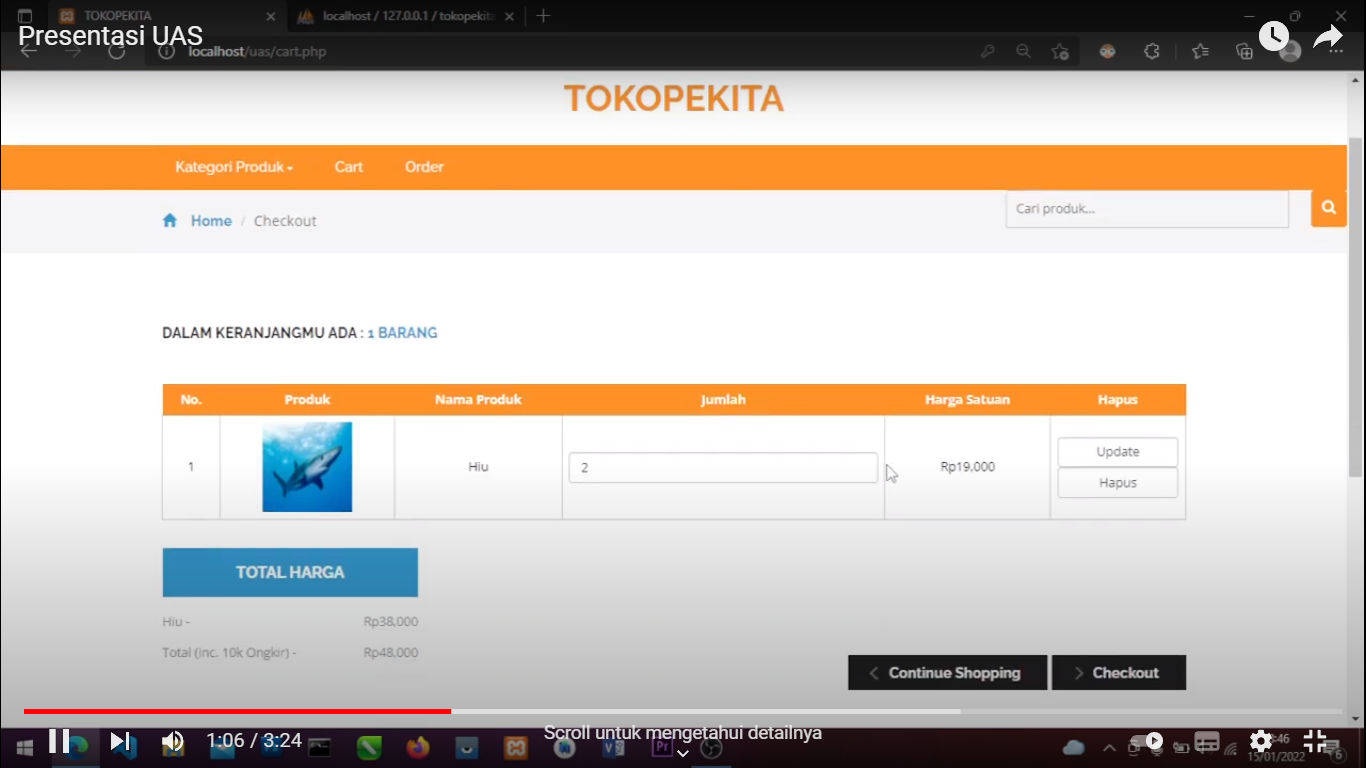 TOKOPEKITA
localhost / 127.0.0.1 / tokopekita
Presentasi UAS
localhost/uas/cart.php
TOKOPEKITA
Kategori Produk
Cart
Order
Home / Checkout
Cari produk...
DALAM KERANJANGMU ADA : 1 BARANG
No. Produk Nama Produk Jumlah Harga Satuan Hapus
1 Hiu 2 Rp19,000 Update
Hapus
TOTAL HARGA
Hiu - Rp38,000
Total (inc. 10k Ongkir) - Rp48,000
< Continue Shopping
> Checkout
1:06 / 3:24
Scroll untuk mengetahui detailnya
Pr
:46
15/01/2022
6